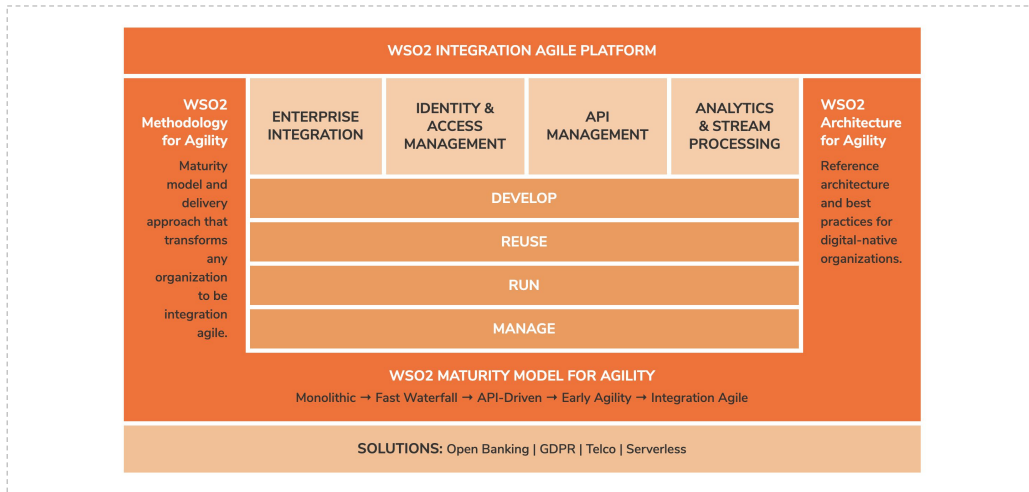 WSO2 INTEGRATION AGILE PLATFORM
WSO2
Methodology
for Agility
Maturity
model and
delivery
approach that
transforms
any
organization
to be
integration
agile.
ENTERPRISE
INTEGRATION
IDENTITY &
ACCESS
MANAGEMENT
API
MANAGEMENT
ANALYTICS
& STREAM
PROCESSING
DEVELOP
REUSE
RUN
MANAGE
WSO2
Architecture
for Agility
Reference
architecture
and best
practices for
digital-native
organizations.
WSO2 MATURITY MODEL FOR AGILITY
Monolithic → Fast Waterfall → API-Driven → Early Agility → Integration Agile
SOLUTIONS: Open Banking | GDPR | Telco | Serverless